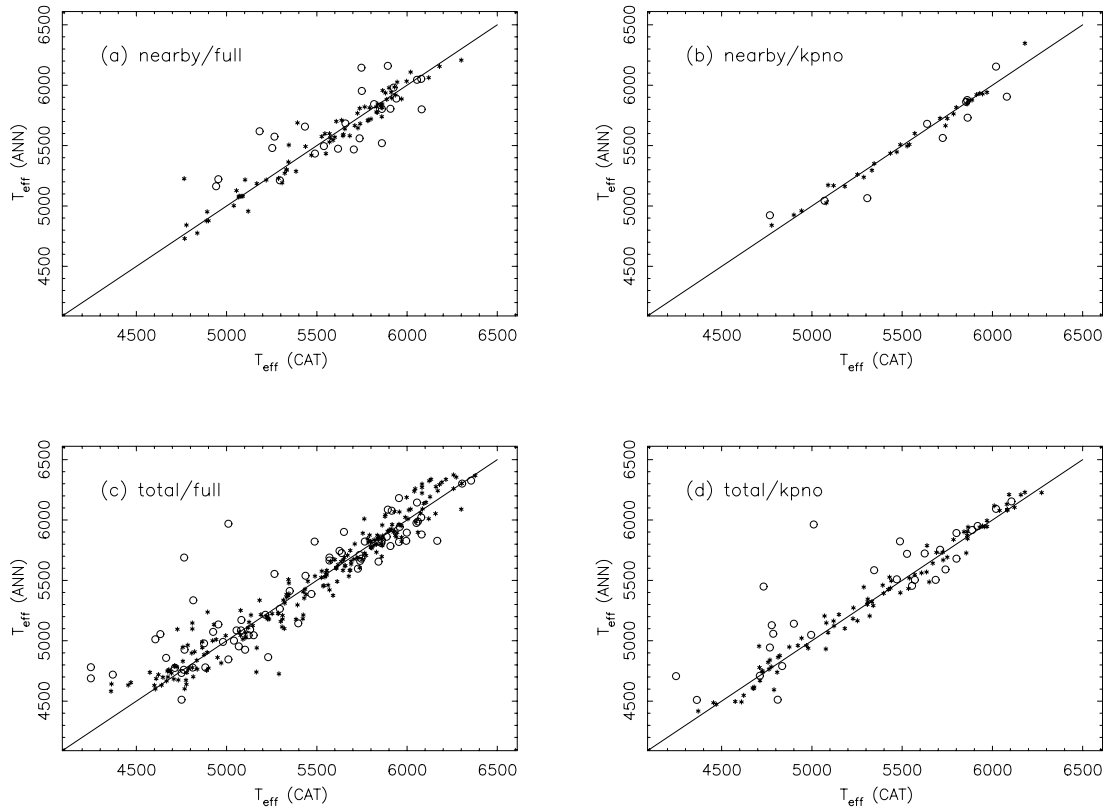 (a) nearby/full
6500
6000
5500
5000
4500
T_eff (ANN)
4500 5000 5500 6000 6500
T_eff (CAT)
(b) nearby/kpno
6500
6000
5500
5000
4500
T_eff (ANN)
4500 5000 5500 6000 6500
T_eff (CAT)
(c) total/full
6500
6000
5500
5000
4500
T_eff (ANN)
4500 5000 5500 6000 6500
T_eff (CAT)
(d) total/kpno
6500
6000
5500
5000
4500
T_eff (ANN)
4500 5000 5500 6000 6500
T_eff (CAT)